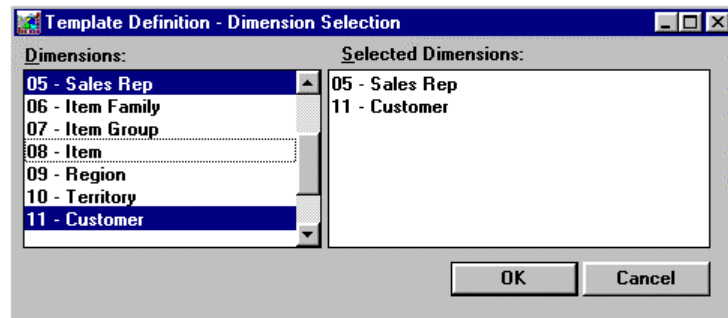 Template Definition - Dimension Selection
Dimensions:
Selected Dimensions:
05 - Sales Rep
06 - Item Family
07 - Item Group
08 - Item
09 - Region
10 - Territory
11 - Customer
05 - Sales Rep
11 - Customer
OK
Cancel